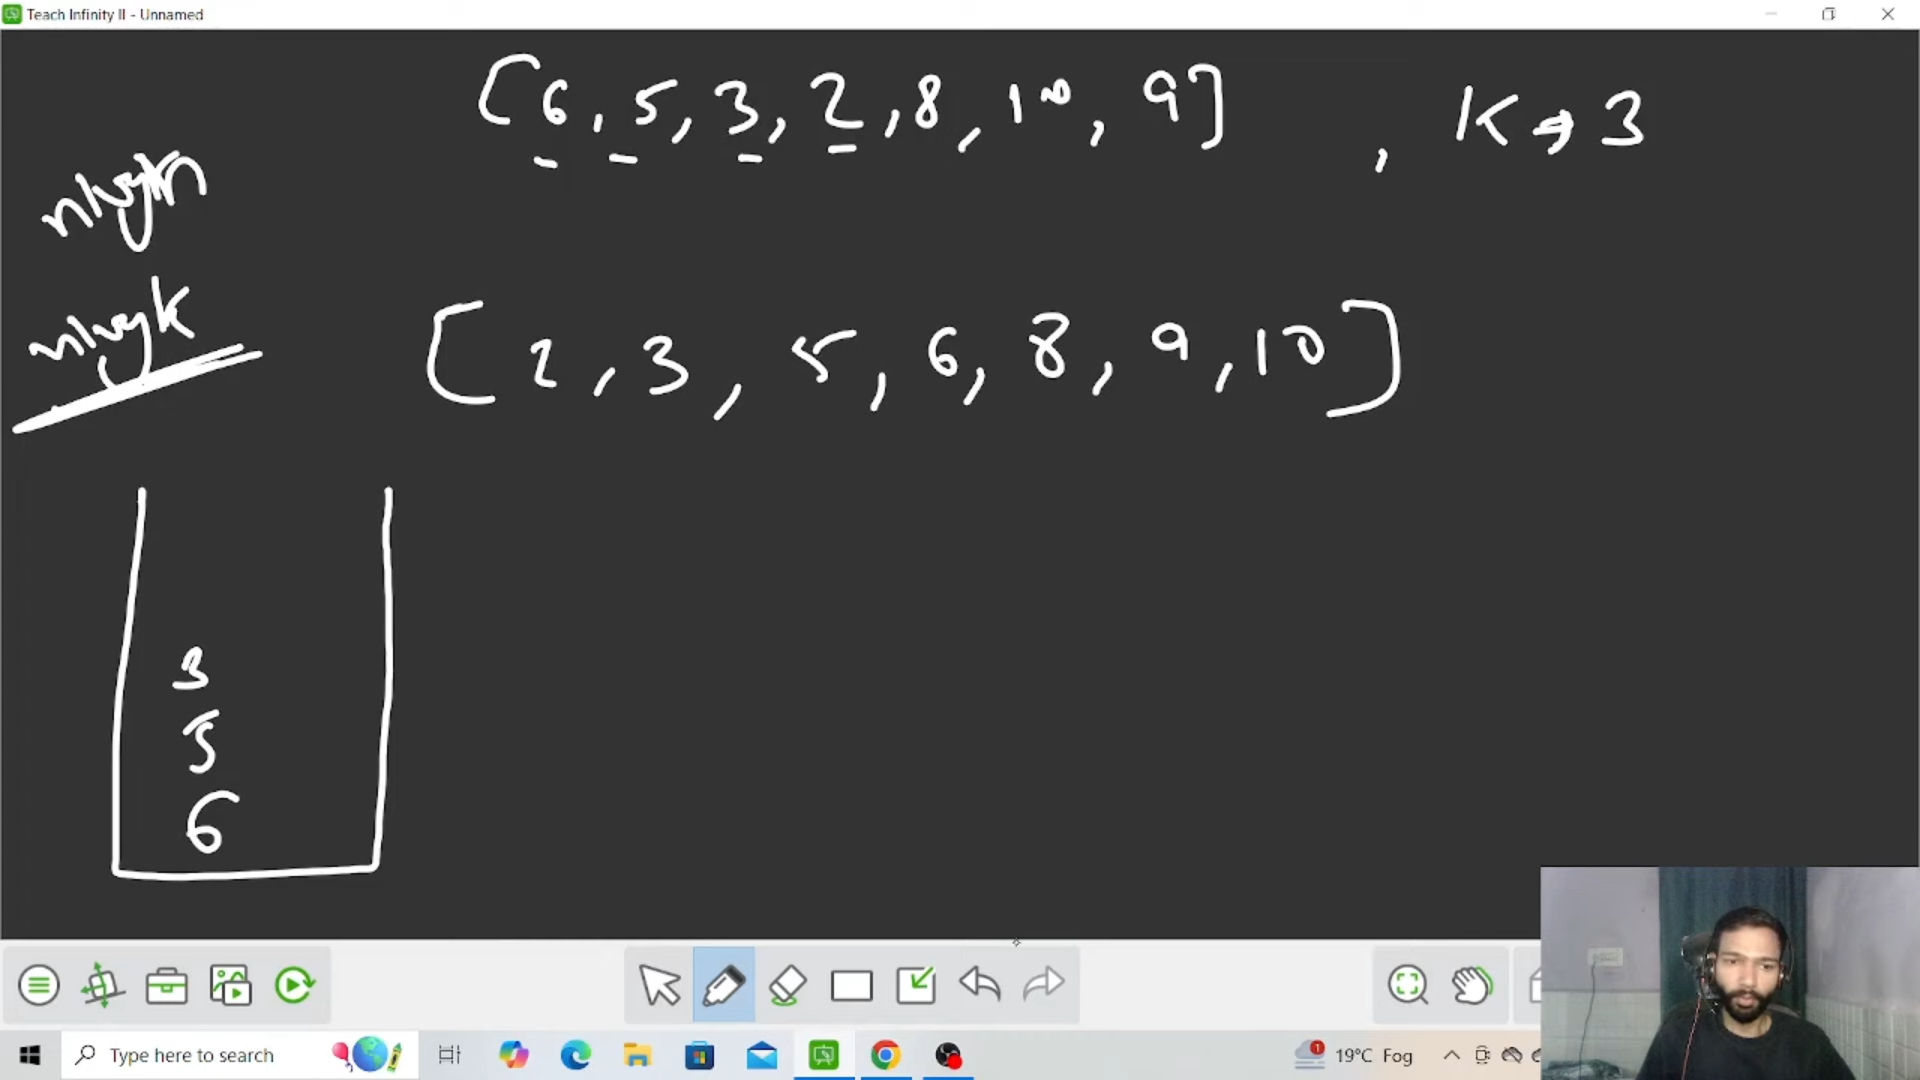 Teach Infinity II - Unnamed
[6, 5, 3, 2, 8, 10, 9] , K → 3
nlogn
nlogk
[2, 3, 5, 6, 8, 9, 10]
3
5
6
Type here to search
1
19°C Fog